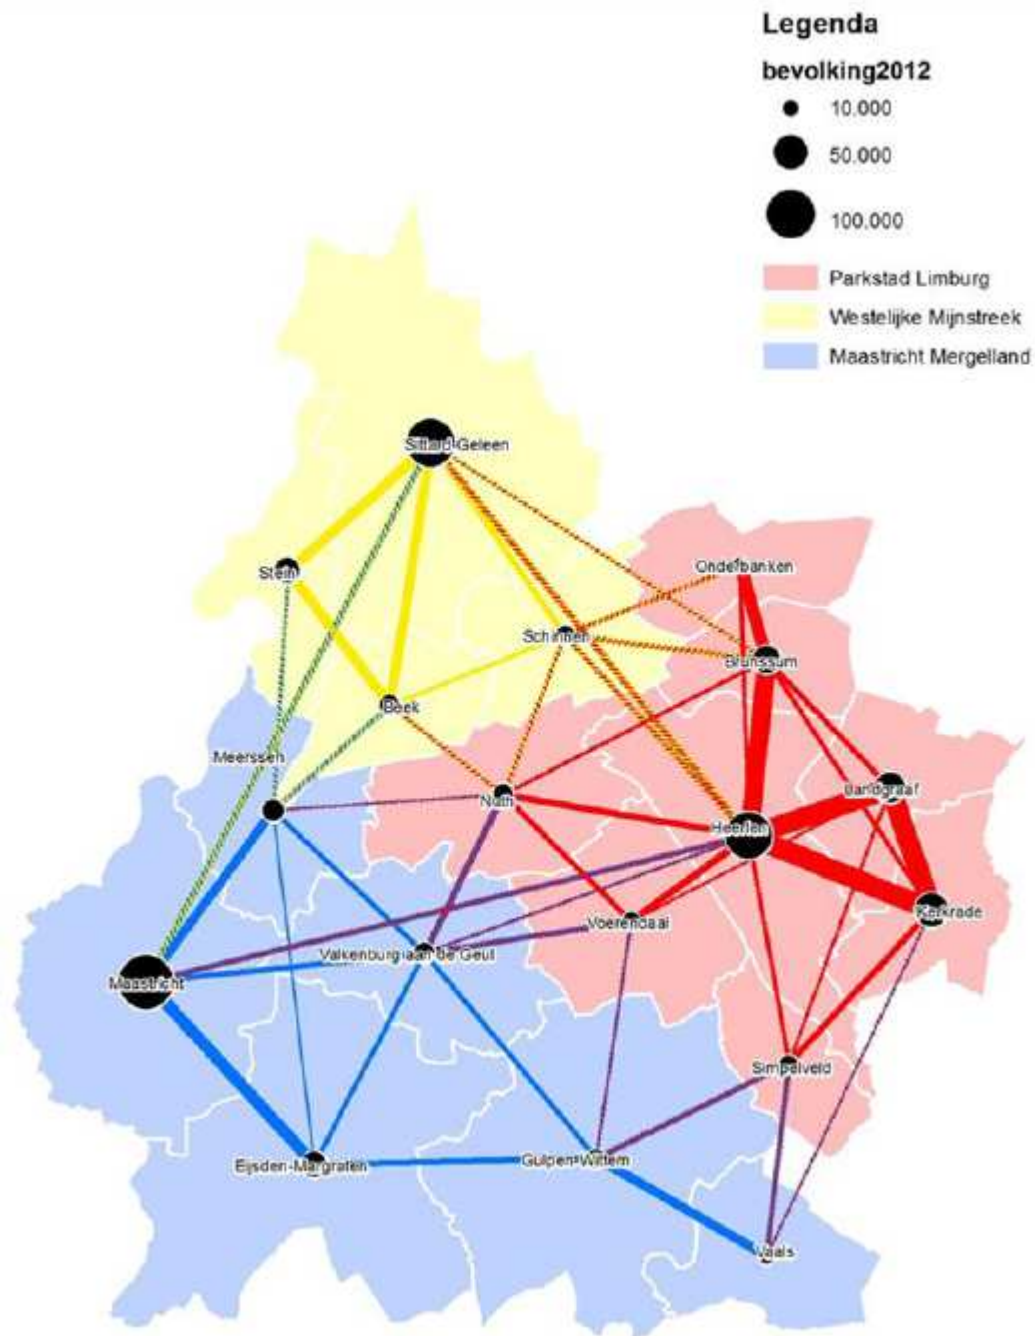 Legenda
bevolking2012
10.000
50.000
100.000
Parkstad Limburg
Westelijke Mijnstreek
Maastricht Mergelland
Sittard-Geleen
Onderbanken
Stein
Schinnen
Brunssum
Beek
Meerssen
Landgraaf
Nuth
Heerlen
Kerkrade
Voerendaal
Valkenburg aan de Geul
Maastricht
Simpelveld
Eijsden-Margraten
Gulpen-Wittem
Vaals